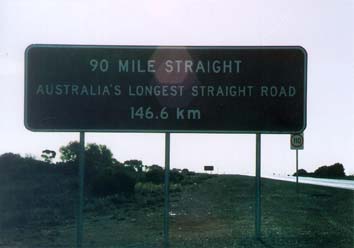 90 MILE STRAIGHT
AUSTRALIA'S LONGEST STRAIGHT ROAD
146.6 km